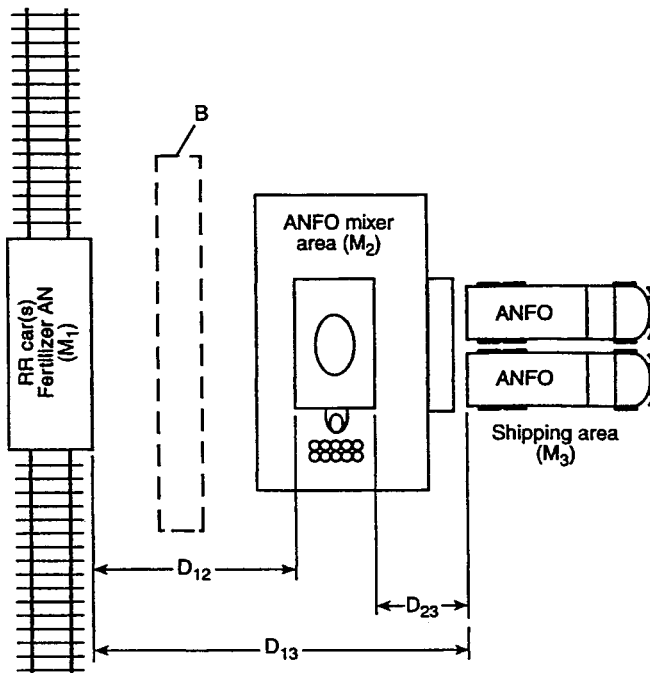 B
ANFO mixer
area (M₂)
RR car(s)
Fertilizer AN
(M₁)
ANFO
ANFO
Shipping area
(M₃)
D₁₂
D₂₃
D₁₃